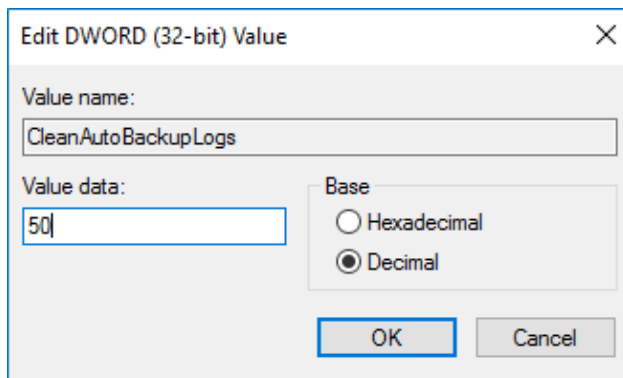 Edit DWORD (32-bit) Value
Value name:
CleanAutoBackupLogs
Value data:
50
Base
Hexadecimal
Decimal
OK
Cancel